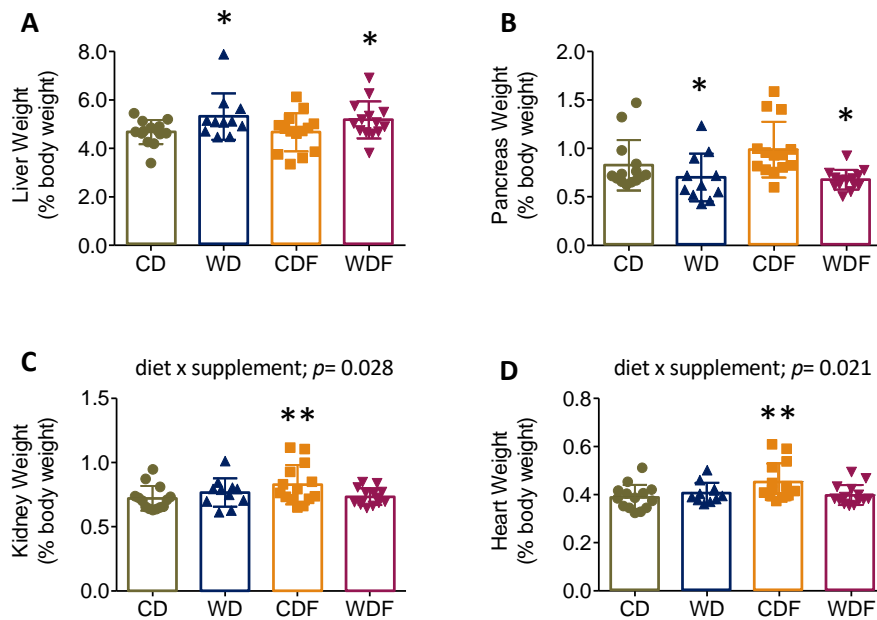 A
Liver Weight
(% body weight)
8.0
6.0
4.0
2.0
0.0
*
*
CD
WD
CDF
WDF
B
Pancreas Weight
(% body weight)
2.0
1.5
1.0
0.5
0.0
*
*
CD
WD
CDF
WDF
C
diet x supplement; p= 0.028
Kidney Weight
(% body weight)
1.5
1.0
0.5
0.0
**
CD
WD
CDF
WDF
D
diet x supplement; p= 0.021
Heart Weight
(% body weight)
0.8
0.6
0.4
0.2
0.0
**
CD
WD
CDF
WDF